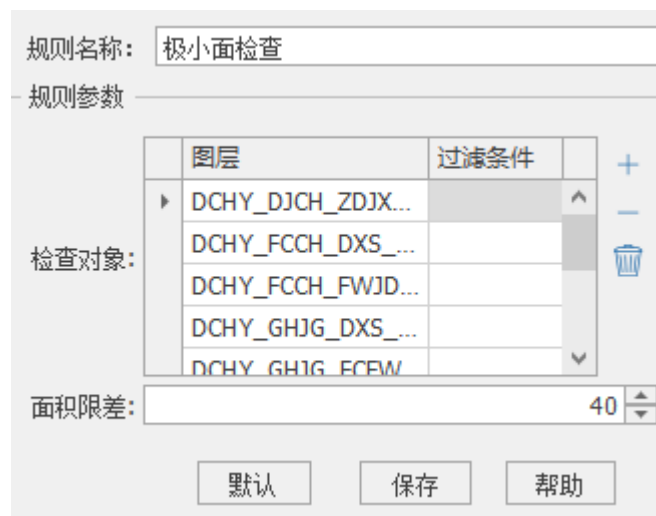 规则名称: 极小面检查
规则参数
图层 过滤条件
DCHY_DJCH_ZDJX...
DCHY_FCCH_DXS_...
检查对象:
DCHY_FCCH_FWJD...
DCHY_GHJG_DXS_...
DCHY_GHJG_FCFW
面积限差: 40
默认 保存 帮助